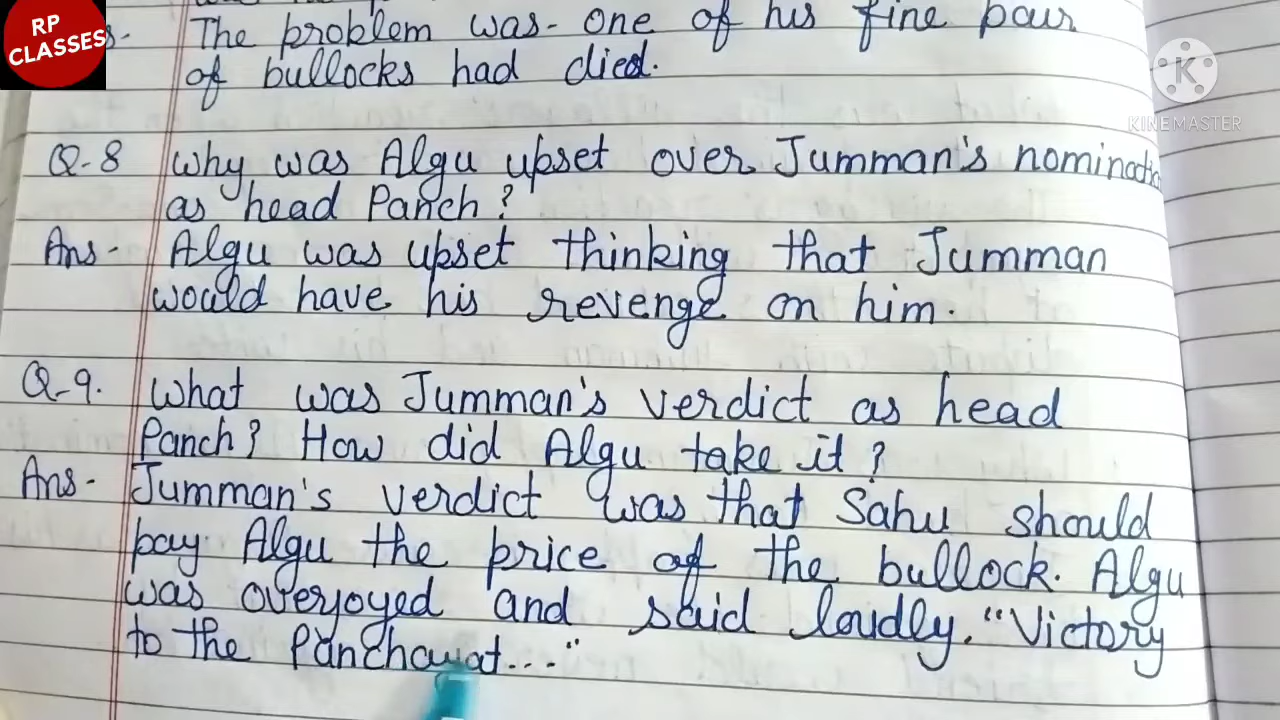 RP
CLASSES
The problem was- one of his fine pair
of bullocks had died.
KINEMASTER
Q-8 Why was Algu upset over Jumman's nominatio
as head Panch?
Ans- Algu was upset thinking that Jumman
would have his revenge on him.
Q-9. What was Jumman's verdict as head
Panch? How did Algu take it?
Ans- Jumman's verdict was that Sahu should
pay Algu the price of the bullock. Algu
was overjoyed and said loudly. "Victory
to the Panchayat..."